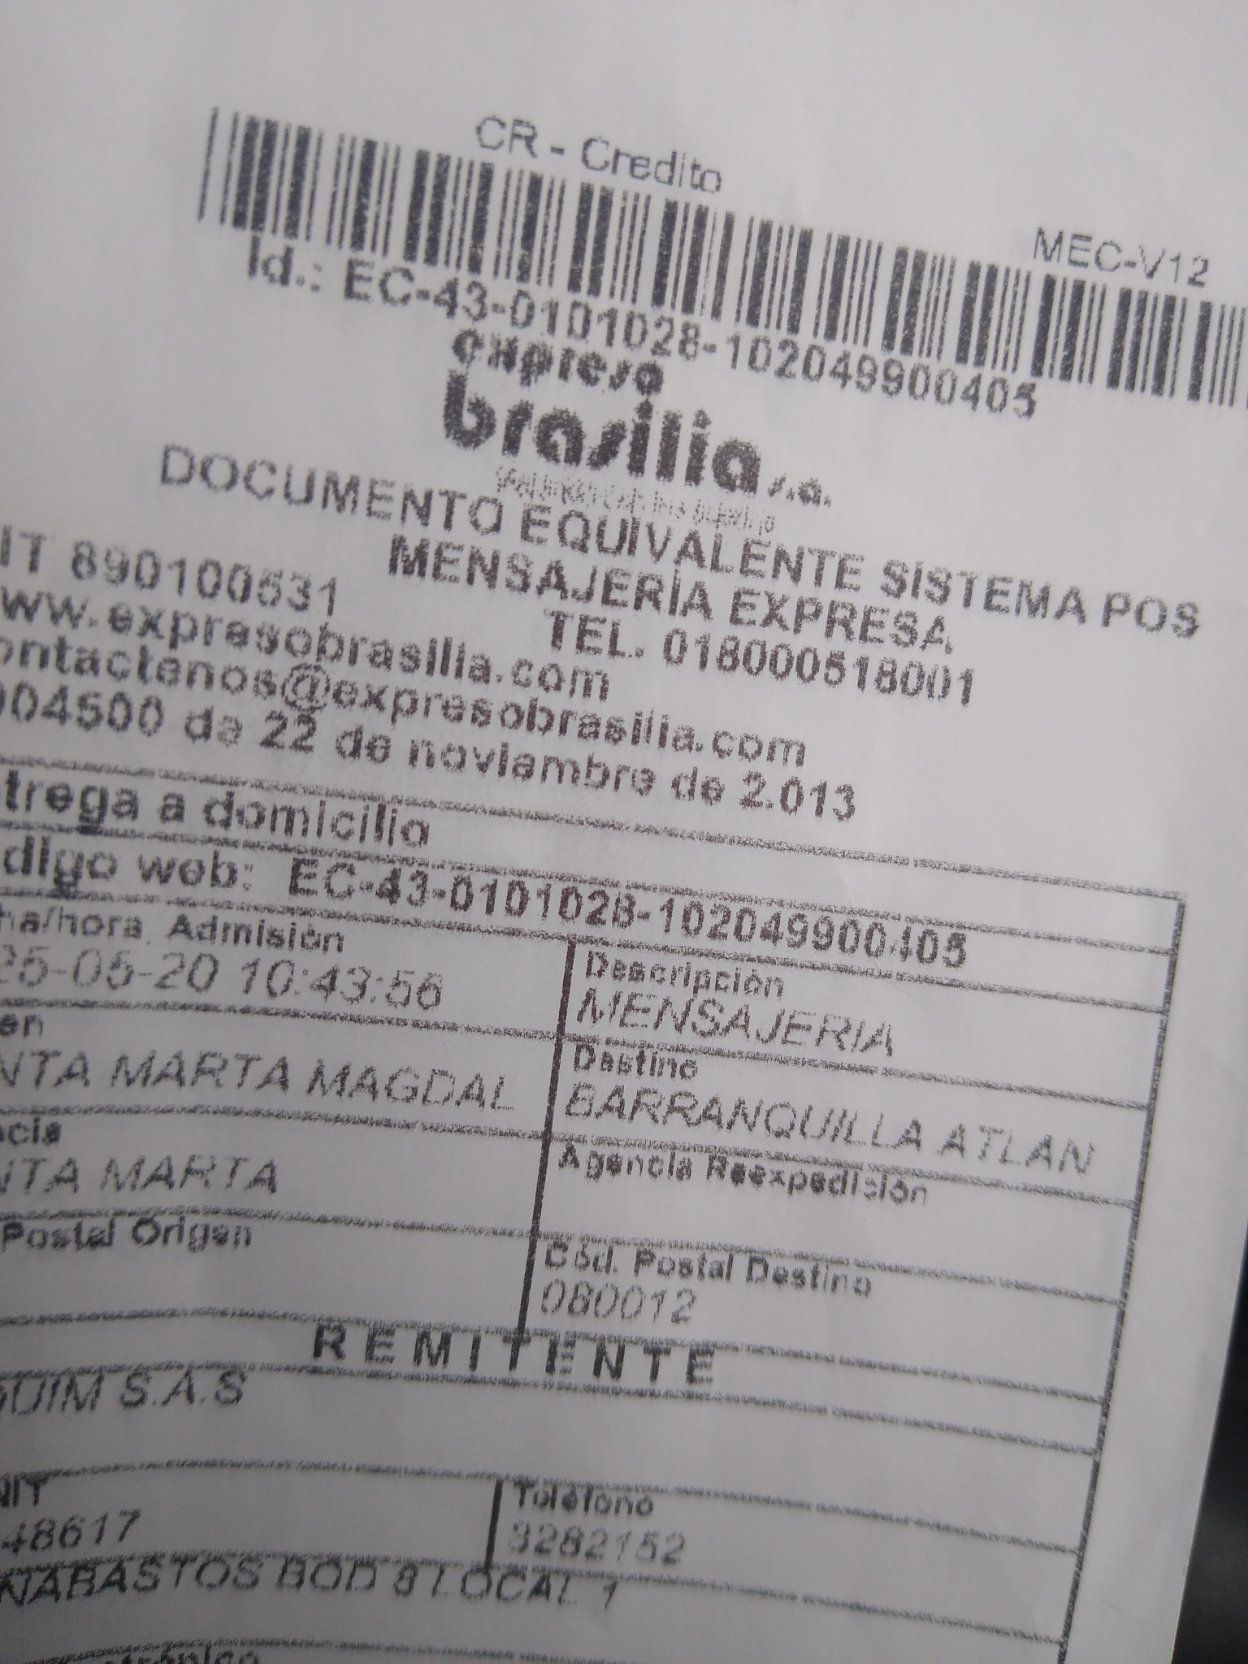 CR - Credito
MEC-V12
Id.: EC-43-0101028-102049900405
expreso
brasilia s.a.
DOCUMENTO EQUIVALENTE SISTEMA POS
MENSAJERÍA EXPRESA
IT 890100531
TEL. 018000518001
ww.expresobrasilia.com
ontactenos@expresobrasilia.com
004500 de 22 de noviembre de 2.013
trega a domicilio
digo web: EC-43-0101028-102049900405
ha/hora Admisión
25-05-20 10:43:56
Descripción
MENSAJERIA
en
NTA MARTA MAGDAL
Destino
BARRANQUILLA ATLAN
ncia
NTA MARTA
Agencia Reexpedición
Postal Origen
Cód. Postal Destino
080012
REMITENTE
QUIM S.A.S
NIT
48617
Teléfono
3282152
NABASTOS BOD 8 LOCAL 1